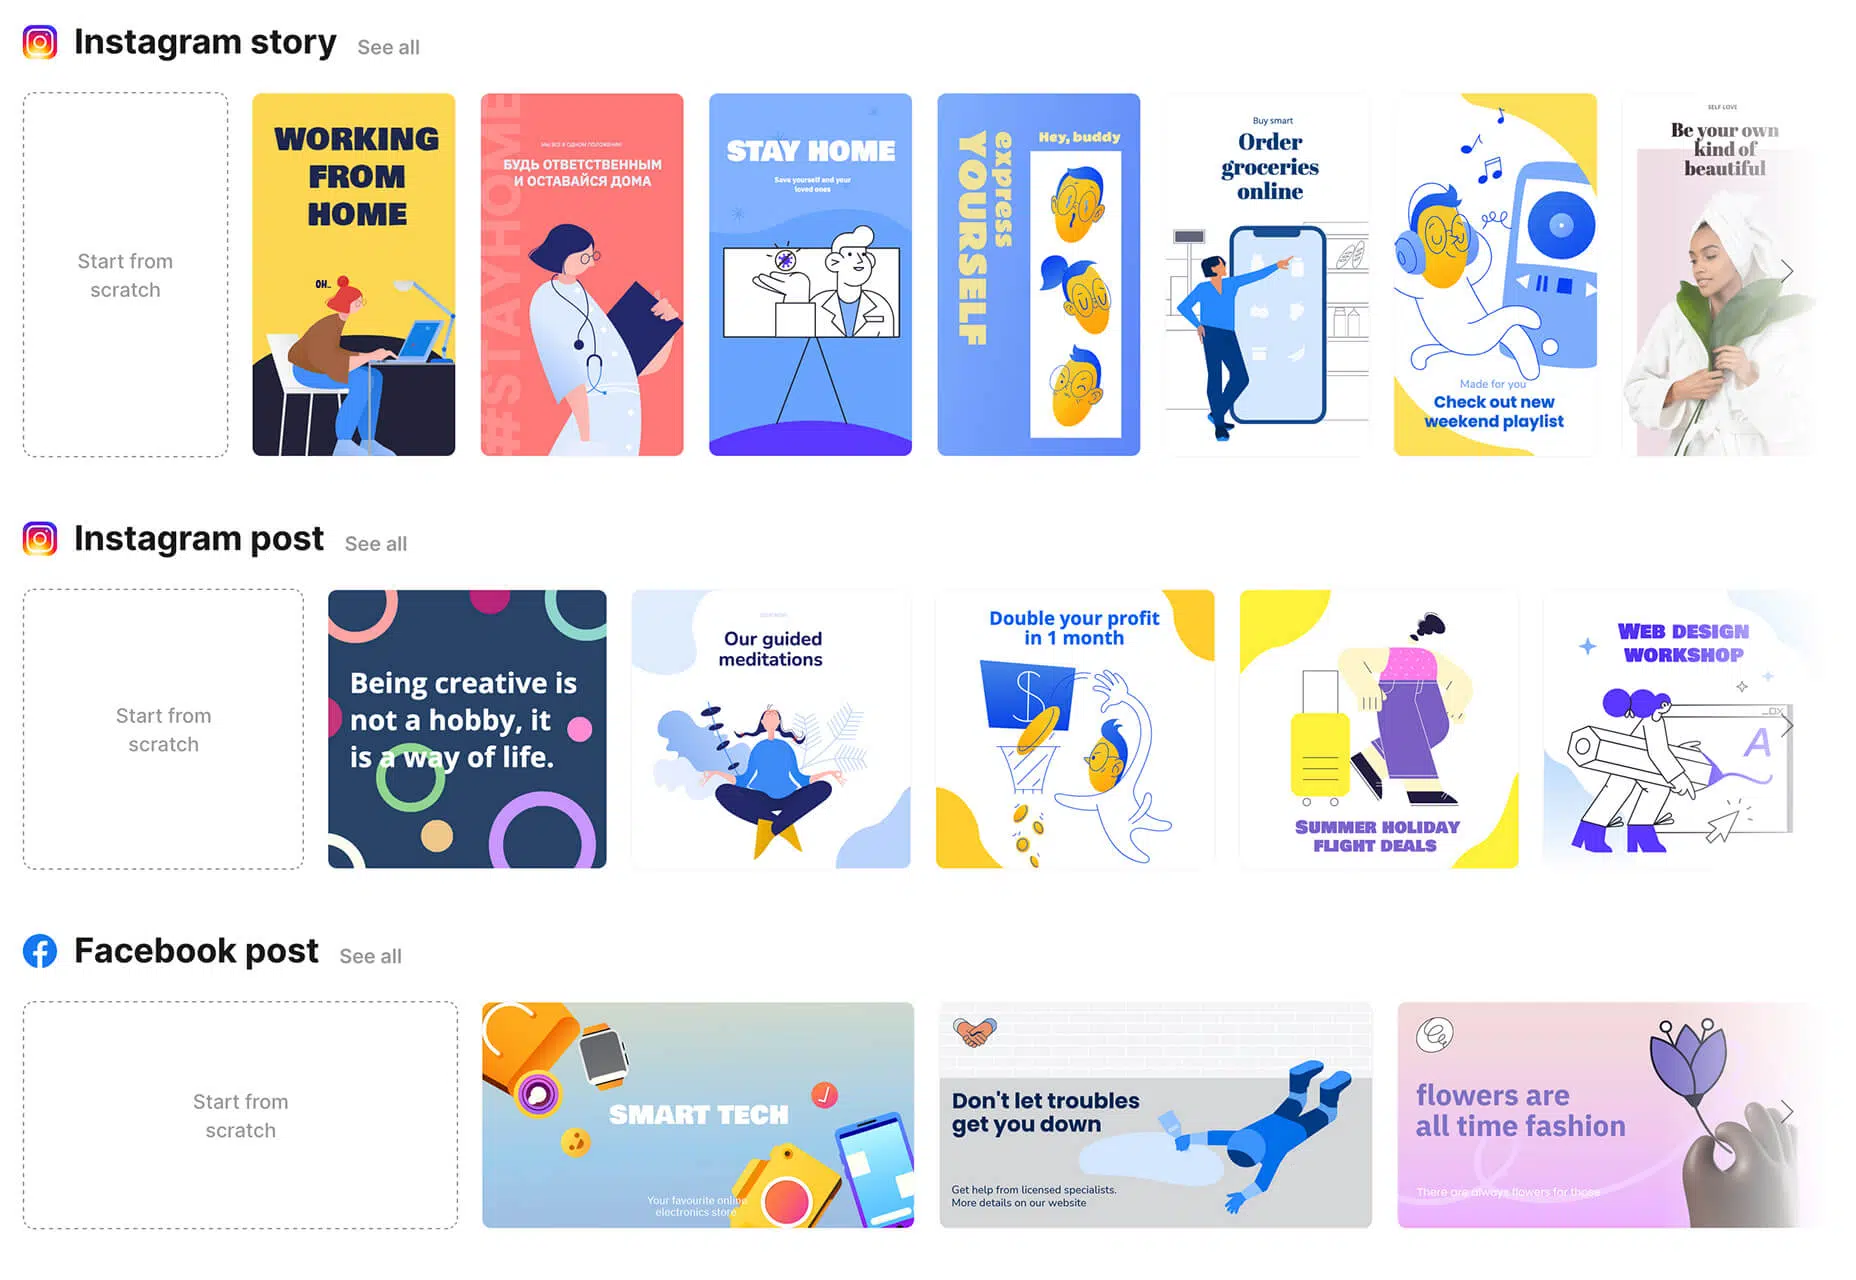 Instagram story See all
Start from
scratch
WORKING
FROM
HOME
OH..
#STAYHOME
МЫ ВСЕ В ОДНОМ ПОЛОЖЕНИИ
БУДЬ ОТВЕТСТВЕННЫМ
И ОСТАВАЙСЯ ДОМА
STAY HOME
Save yourself and your
loved ones
express
YOURSELF
Hey, buddy
Buy smart
Order
groceries
online
Made for you
Check out new
weekend playlist
SELF LOVE
Be your own
kind of
beautiful
Instagram post See all
Start from
scratch
Being creative is
not a hobby, it
is a way of life.
Our guided
meditations
Double your profit
in 1 month
$
SUMMER HOLIDAY
FLIGHT DEALS
WEB DESIGN
WORKSHOP
A
Facebook post See all
Start from
scratch
SMART TECH
Your favourite online
electronics store
Don't let troubles
get you down
Get help from licensed specialists.
More details on our website
flowers are
all time fashion
There are always flowers for those